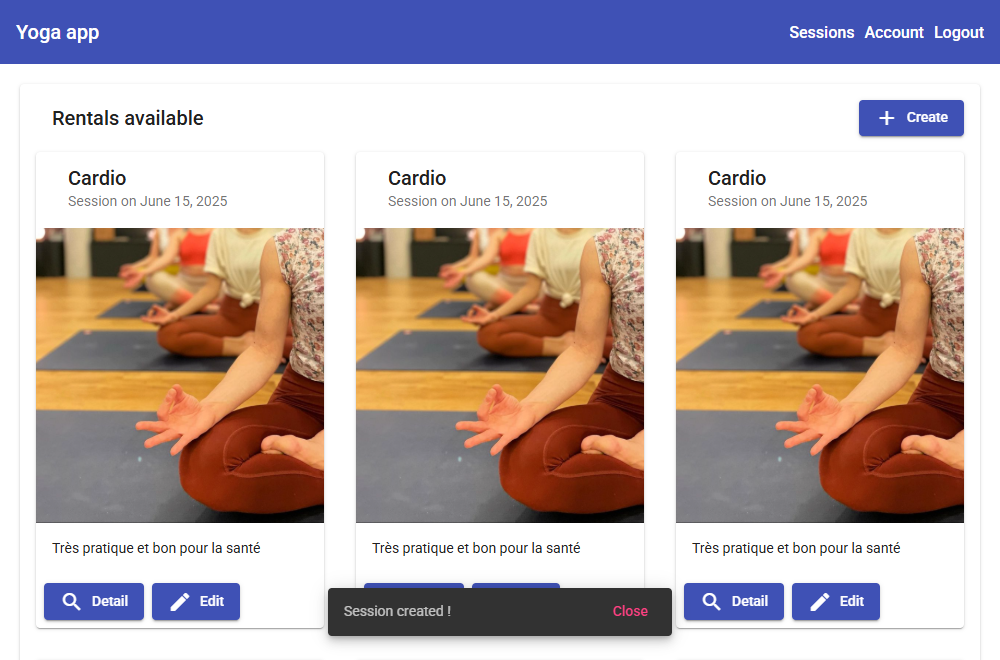 Yoga app
Sessions Account Logout
Rentals available
Create
Cardio
Session on June 15, 2025
Cardio
Session on June 15, 2025
Cardio
Session on June 15, 2025
Très pratique et bon pour la santé
Très pratique et bon pour la santé
Très pratique et bon pour la santé
Detail Edit
Detail Edit
Session created ! Close